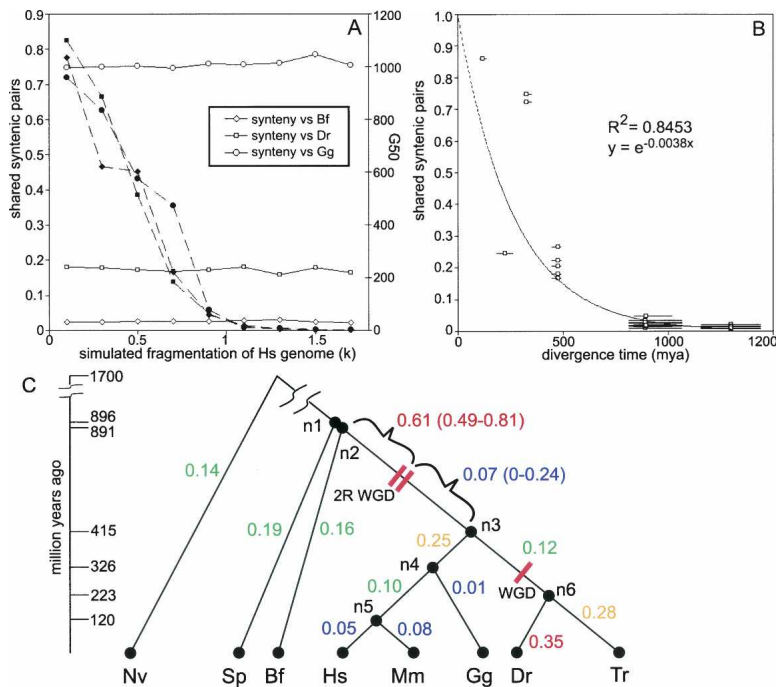 A
0.9
0.8
0.7
0.6
0.5
0.4
0.3
0.2
0.1
0
shared syntenic pairs
1200
1000
800
600
400
200
0
G50
synteny vs Bf
synteny vs Dr
synteny vs Gg
0 0.5 1 1.5
simulated fragmentation of Hs genome (k)
B
1.0
0.9
0.8
0.7
0.6
0.5
0.4
0.3
0.2
0.1
0
shared syntenic pairs
R2= 0.8453
y = e-0.0038x
0 500 1000 1200
divergence time (mya)
C
1700
896
891
415
326
223
120
million years ago
n1
n2
0.61 (0.49-0.81)
0.14
2R WGD
0.07 (0-0.24)
0.19
0.16
n3
0.25
0.12
n4
WGD
n6
0.10
0.01
n5
0.28
0.05
0.08
0.35
Nv Sp Bf Hs Mm Gg Dr Tr